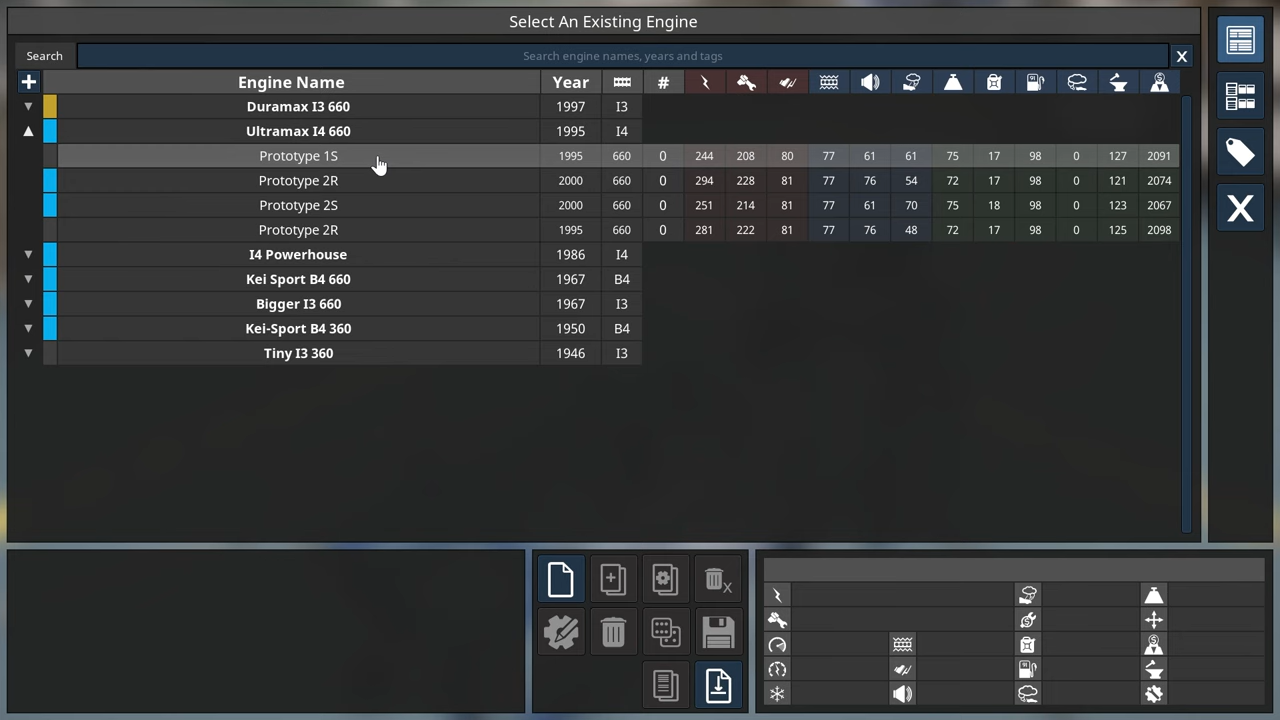 Select An Existing Engine
Search Search engine names, years and tags X
+ Engine Name Year #
Duramax I3 660 1997 I3
Ultramax I4 660 1995 I4
Prototype 1S 1995 660 0 244 208 80 77 61 61 75 17 98 0 127 2091
Prototype 2R 2000 660 0 294 228 81 77 76 54 72 17 98 0 121 2074
Prototype 2S 2000 660 0 251 214 81 77 61 70 75 18 98 0 123 2067
Prototype 2R 1995 660 0 281 222 81 77 76 48 72 17 98 0 125 2098
I4 Powerhouse 1986 I4
Kei Sport B4 660 1967 B4
Bigger I3 660 1967 I3
Kei-Sport B4 360 1950 B4
Tiny I3 360 1946 I3